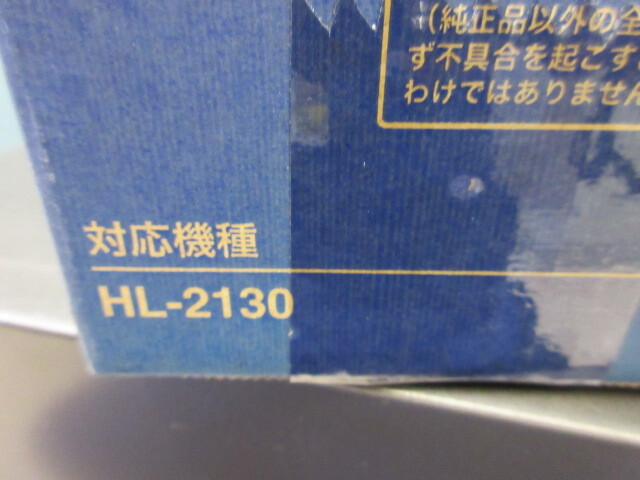 (純正品以外の全
ず不具合を起こす
わけではありません
対応機種
HL-2130